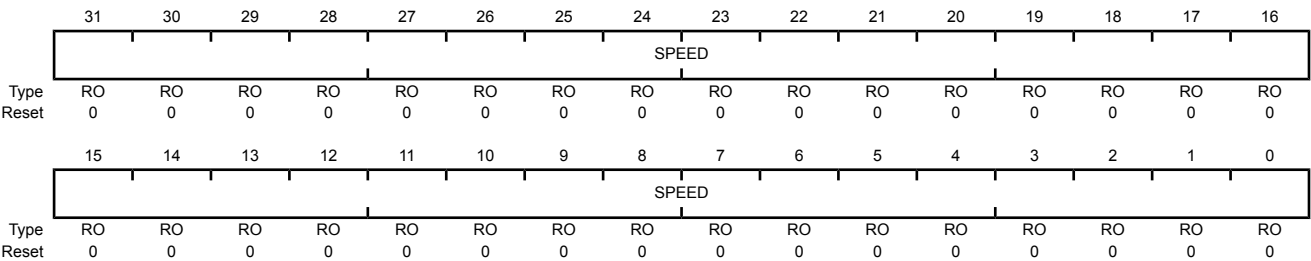 31 30 29 28 27 26 25 24 23 22 21 20 19 18 17 16
SPEED
Type RO RO RO RO RO RO RO RO RO RO RO RO RO RO RO RO
Reset 0 0 0 0 0 0 0 0 0 0 0 0 0 0 0 0
15 14 13 12 11 10 9 8 7 6 5 4 3 2 1 0
SPEED
Type RO RO RO RO RO RO RO RO RO RO RO RO RO RO RO RO
Reset 0 0 0 0 0 0 0 0 0 0 0 0 0 0 0 0